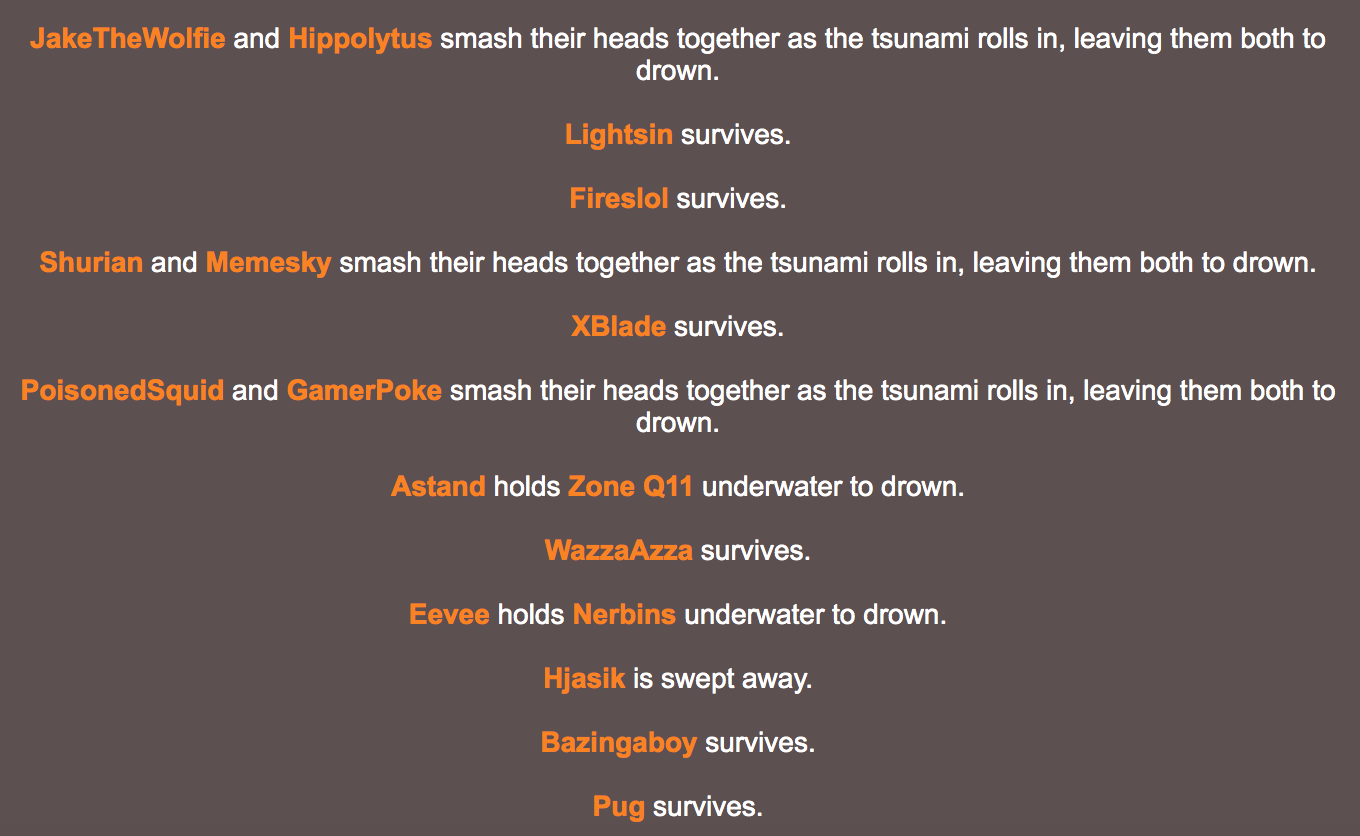 JakeTheWolfie and Hippolytus smash their heads together as the tsunami rolls in, leaving them both to
drown.
Lightsin survives.
Fireslol survives.
Shurian and Memesky smash their heads together as the tsunami rolls in, leaving them both to drown.
XBlade survives.
PoisonedSquid and GamerPoke smash their heads together as the tsunami rolls in, leaving them both to
drown.
Astand holds Zone Q11 underwater to drown.
WazzaAzza survives.
Eevee holds Nerbins underwater to drown.
Hjasik is swept away.
Bazingaboy survives.
Pug survives.